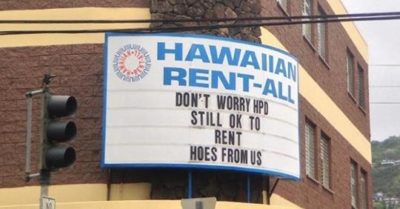 HAWAIIAN
RENT-ALL
DON'T WORRY HPD
STILL OK TO
RENT
HOES FROM US